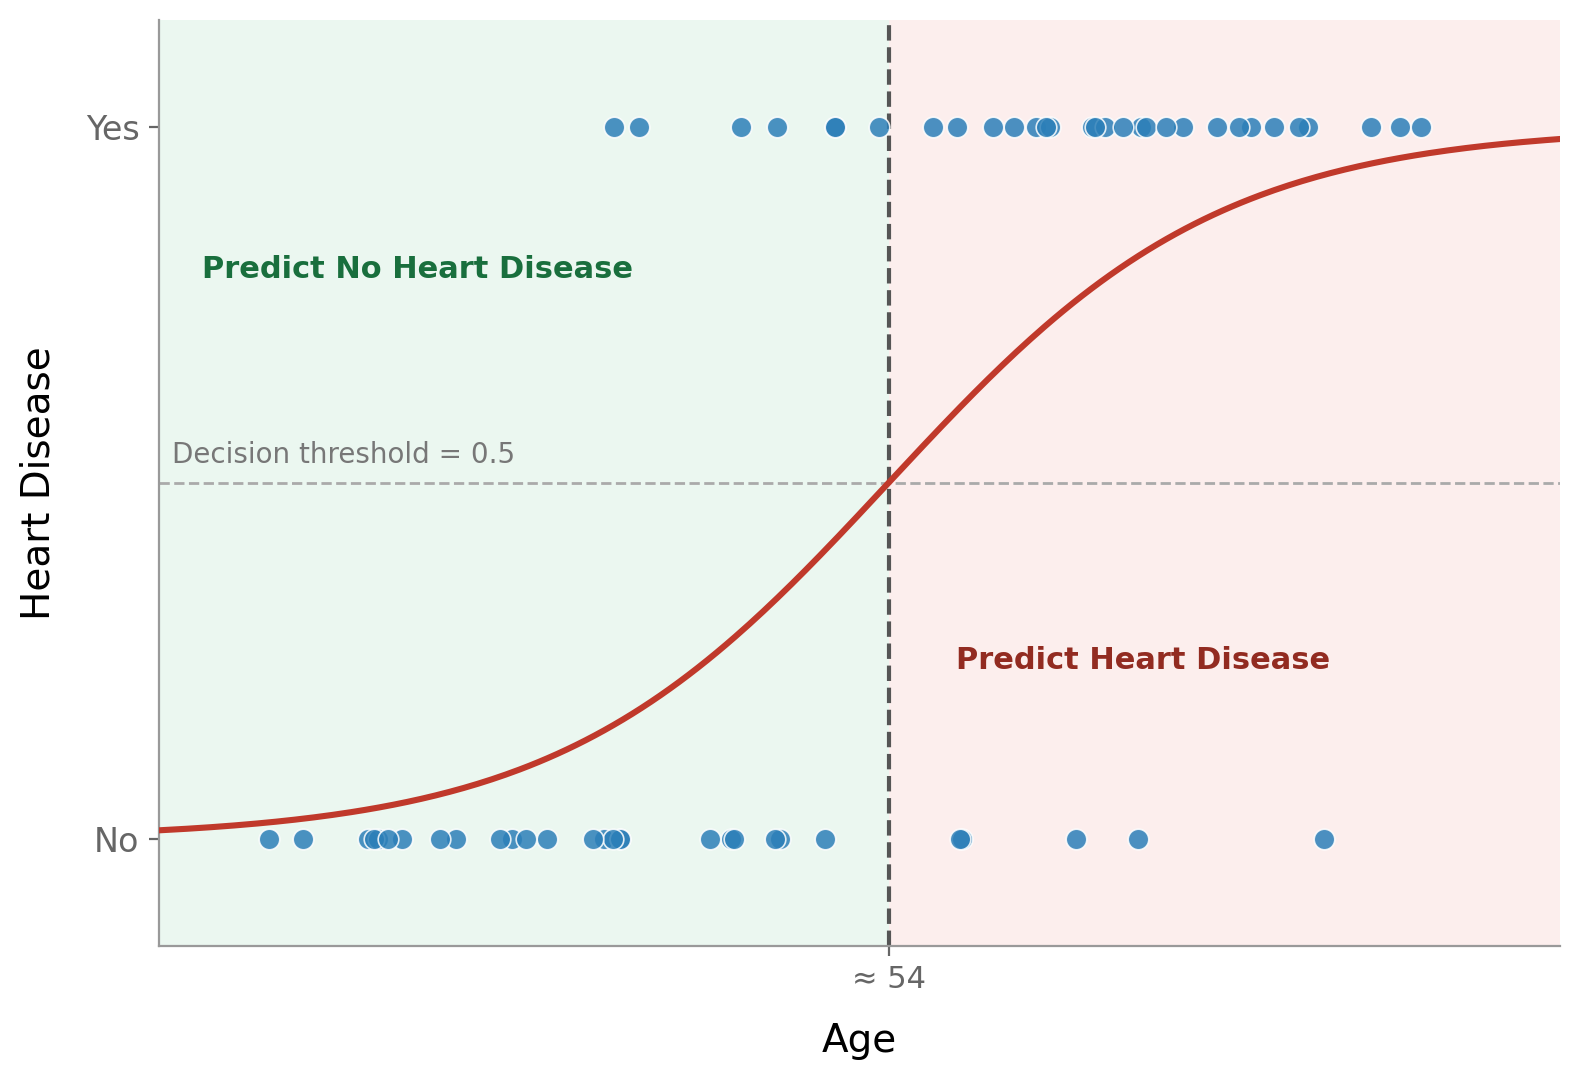 Yes
Predict No Heart Disease
Decision threshold = 0.5
Heart Disease
Predict Heart Disease
No
≈ 54
Age